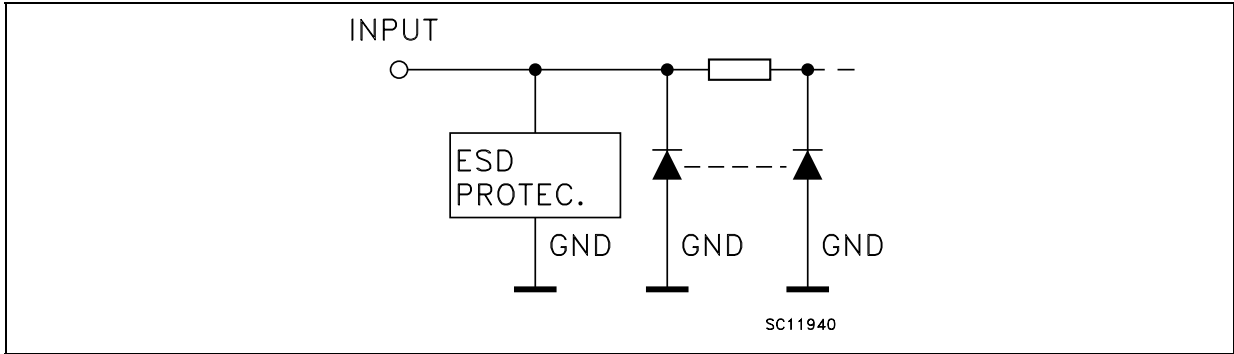 INPUT
ESD
PROTEC.
GND
GND
GND
SC11940